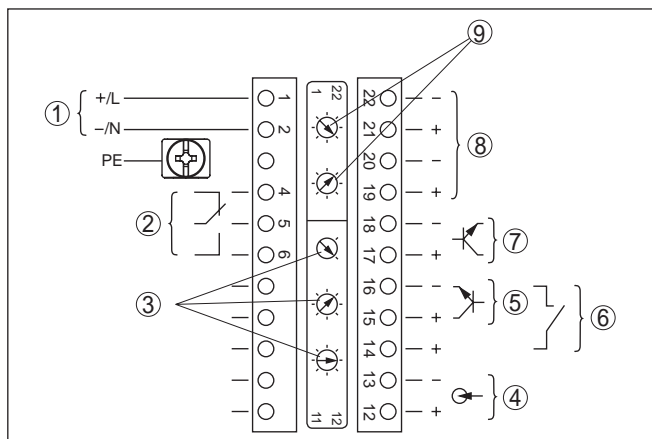 ⑨
① +/L 1 1 22 22 −
−/N 2 21 + ⑧
PE 20 −
4 19 +
② 5 18 − ⑦
6 17 +
③ 16 − ⑤ ⑥
15 +
14 +
13 − ④
11 12 12 +